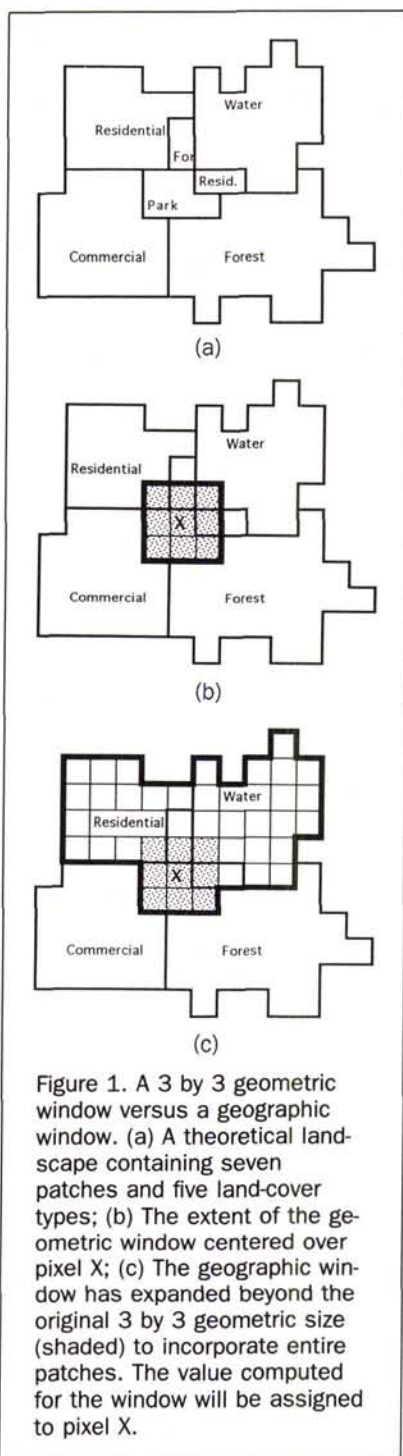 Water
Residential
For
Resid.
Park
Commercial
Forest
(a)
Water
Residential
X
Commercial
Forest
(b)
Water
Residential
X
Commercial
Forest
(c)
Figure 1. A 3 by 3 geometric
window versus a geographic
window. (a) A theoretical land-
scape containing seven
patches and five land-cover
types; (b) The extent of the ge-
ometric window centered over
pixel X; (c) The geographic win-
dow has expanded beyond the
original 3 by 3 geometric size
(shaded) to incorporate entire
patches. The value computed
for the window will be assigned
to pixel X.